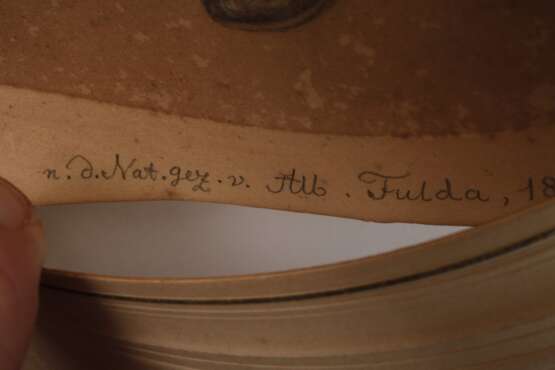 n. d. Nat. gez. v. Alb. Fulda, 18